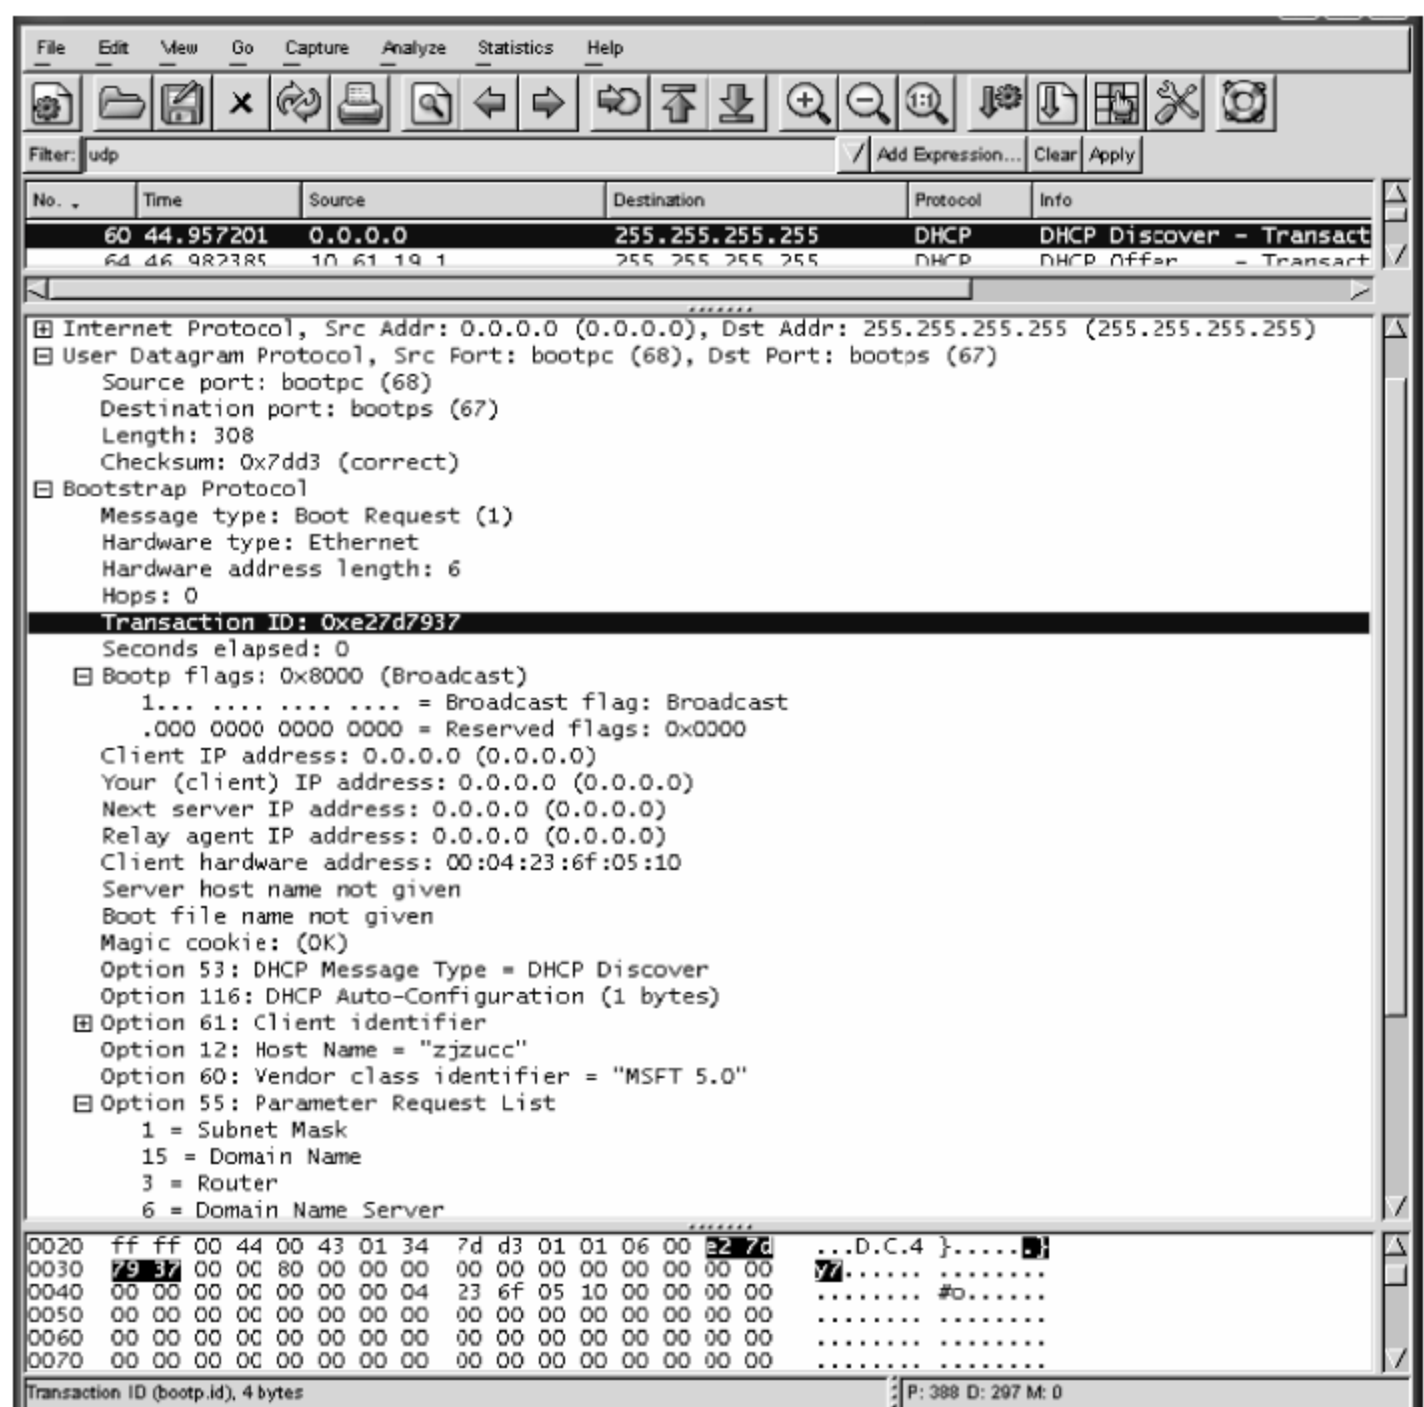 File Edit View Go Capture Analyze Statistics Help
Filter: udp Add Expression... Clear Apply
No. Time Source Destination Protocol Info
60 44.957201 0.0.0.0 255.255.255.255 DHCP DHCP Discover - Transact
64 46.982385 10.61.19.1 255.255.255.255 DHCP DHCP Offer - Transact
Internet Protocol, Src Addr: 0.0.0.0 (0.0.0.0), Dst Addr: 255.255.255.255 (255.255.255.255)
User Datagram Protocol, Src Port: bootpc (68), Dst Port: bootps (67)
Source port: bootpc (68)
Destination port: bootps (67)
Length: 308
Checksum: 0x7dd3 (correct)
Bootstrap Protocol
Message type: Boot Request (1)
Hardware type: Ethernet
Hardware address length: 6
Hops: 0
Transaction ID: 0xe27d7937
Seconds elapsed: 0
Bootp flags: 0x8000 (Broadcast)
1... .... .... .... = Broadcast flag: Broadcast
.000 0000 0000 0000 = Reserved flags: 0x0000
Client IP address: 0.0.0.0 (0.0.0.0)
Your (client) IP address: 0.0.0.0 (0.0.0.0)
Next server IP address: 0.0.0.0 (0.0.0.0)
Relay agent IP address: 0.0.0.0 (0.0.0.0)
Client hardware address: 00:04:23:6f:05:10
Server host name not given
Boot file name not given
Magic cookie: (OK)
Option 53: DHCP Message Type = DHCP Discover
Option 116: DHCP Auto-Configuration (1 bytes)
Option 61: Client identifier
Option 12: Host Name = "zjzucc"
Option 60: Vendor class identifier = "MSFT 5.0"
Option 55: Parameter Request List
1 = Subnet Mask
15 = Domain Name
3 = Router
6 = Domain Name Server
0020 ff ff 00 44 00 43 01 34 7d d3 01 01 06 00 e2 7d ...D.C.4 }......}
0030 79 37 00 00 80 00 00 00 00 00 00 00 00 00 00 00 y7...... ........
0040 00 00 00 00 00 00 00 04 23 6f 05 10 00 00 00 00 ........ #o......
0050 00 00 00 00 00 00 00 00 00 00 00 00 00 00 00 00 ........ ........
0060 00 00 00 00 00 00 00 00 00 00 00 00 00 00 00 00 ........ ........
0070 00 00 00 00 00 00 00 00 00 00 00 00 00 00 00 00 ........ ........
Transaction ID (bootp.id), 4 bytes P: 388 D: 297 M: 0